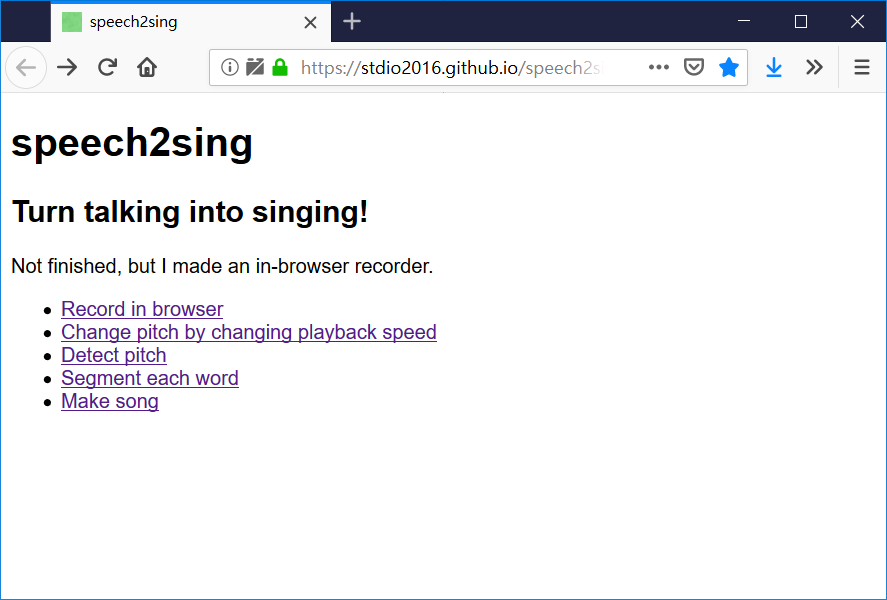 speech2sing
https://stdio2016.github.io/speech2s
speech2sing
Turn talking into singing!
Not finished, but I made an in-browser recorder.
Record in browser
Change pitch by changing playback speed
Detect pitch
Segment each word
Make song